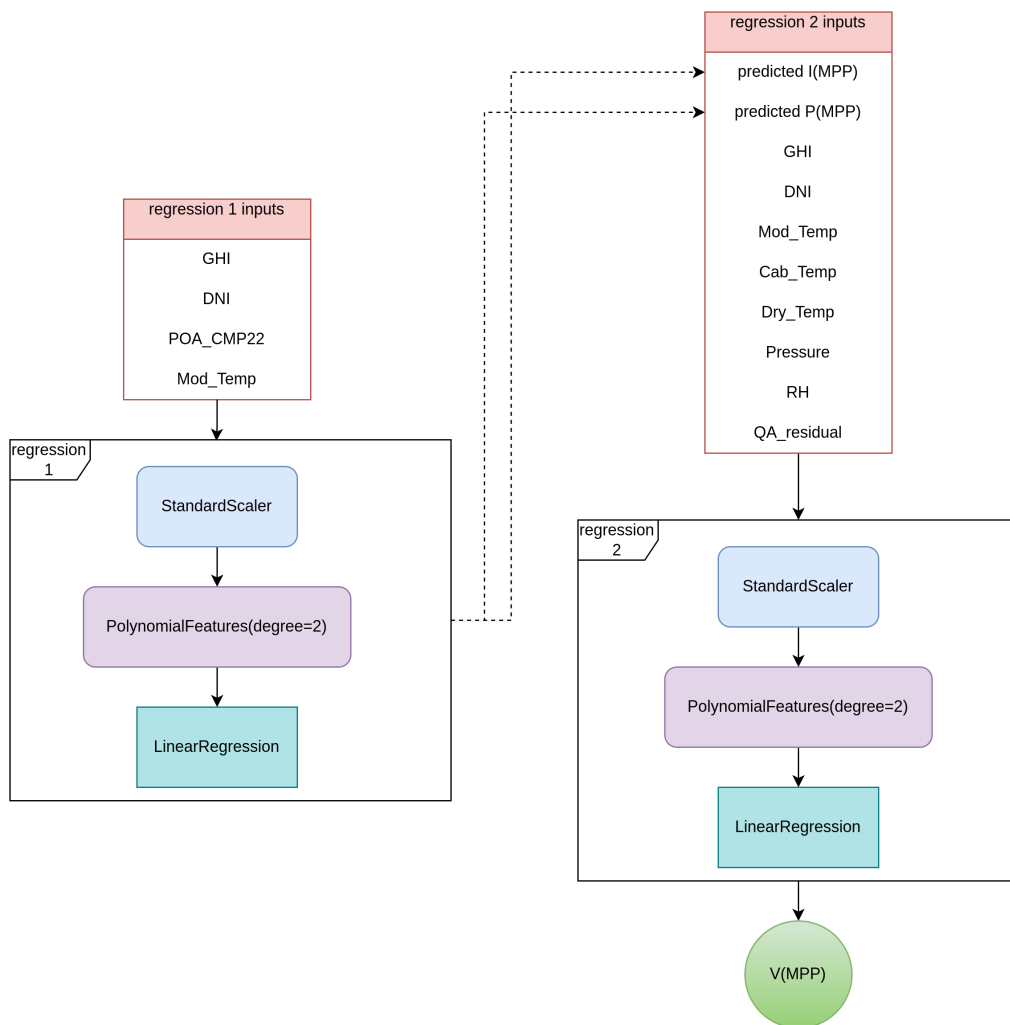 regression 1 inputs
GHI
DNI
POA_CMP22
Mod_Temp
regression
1
StandardScaler
PolynomialFeatures(degree=2)
LinearRegression
regression 2 inputs
predicted I(MPP)
predicted P(MPP)
GHI
DNI
Mod_Temp
Cab_Temp
Dry_Temp
Pressure
RH
QA_residual
regression
2
StandardScaler
PolynomialFeatures(degree=2)
LinearRegression
V(MPP)